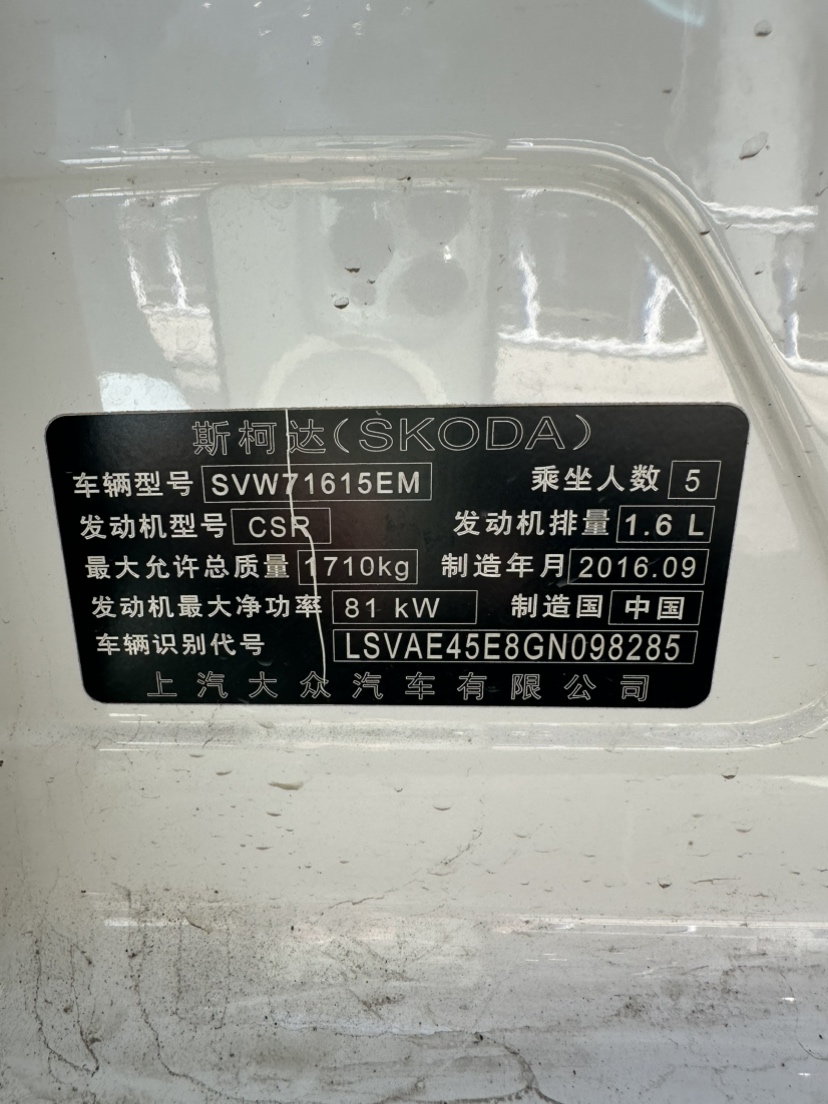 斯柯达(SKODA)
车辆型号 SVW71615EM 乘坐人数 5
发动机型号 CSR 发动机排量 1.6 L
最大允许总质量 1710kg 制造年月 2016.09
发动机最大净功率 81 kW 制造国 中国
车辆识别代号 LSVAE45E8GN098285
上汽大众汽车有限公司